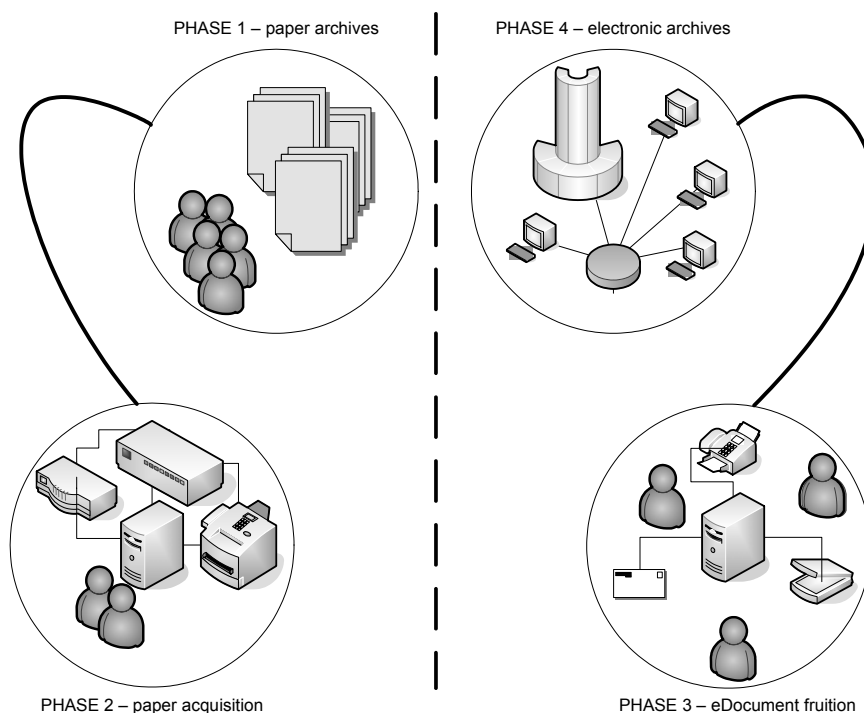 PHASE 1 – paper archives
PHASE 4 – electronic archives
PHASE 2 – paper acquisition
PHASE 3 – eDocument fruition